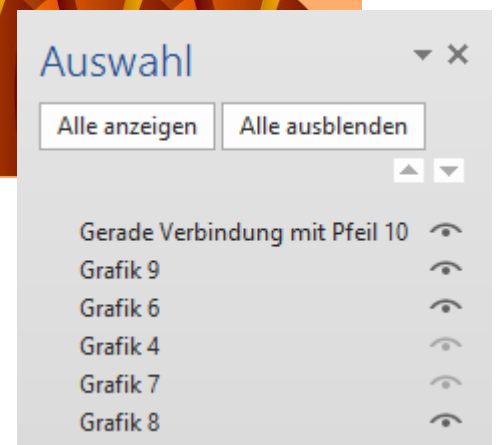 Auswahl
Alle anzeigen Alle ausblenden
Gerade Verbindung mit Pfeil 10
Grafik 9
Grafik 6
Grafik 4
Grafik 7
Grafik 8